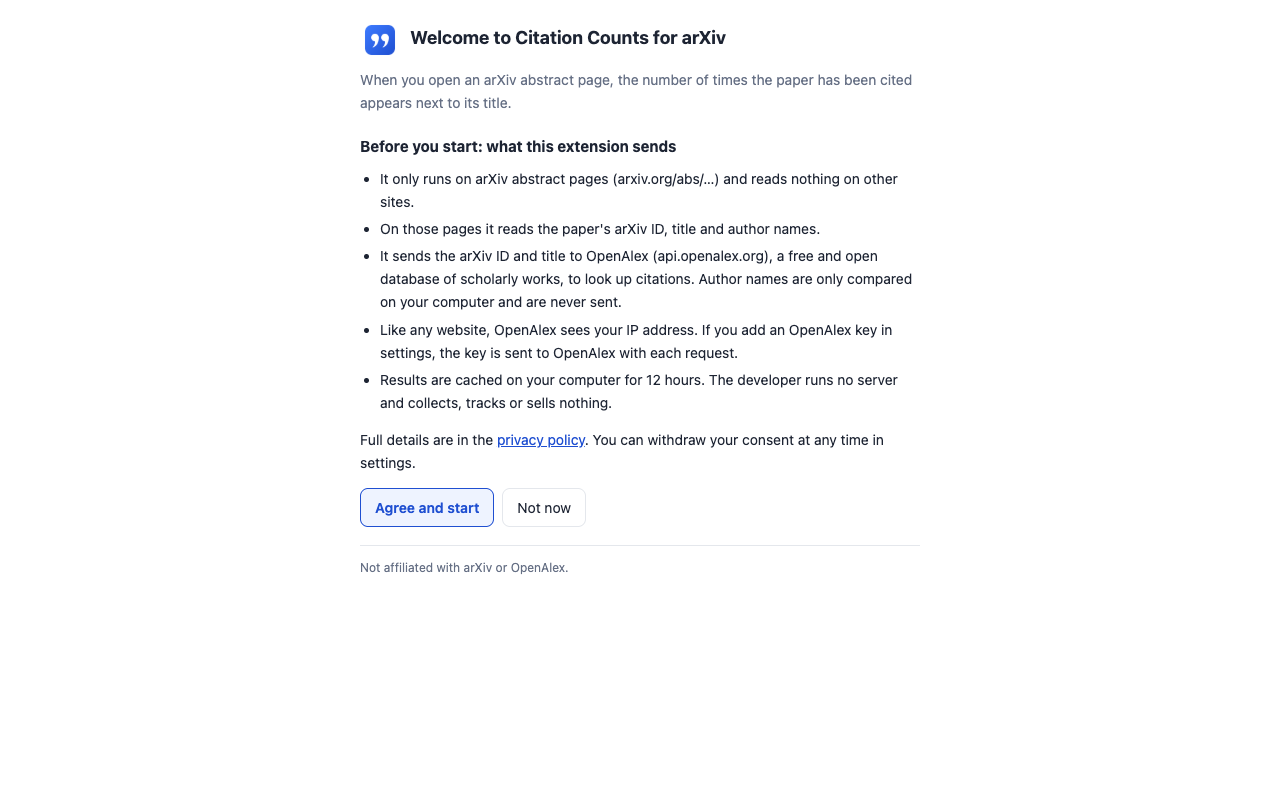 Welcome to Citation Counts for arXiv
When you open an arXiv abstract page, the number of times the paper has been cited
appears next to its title.
Before you start: what this extension sends
• It only runs on arXiv abstract pages (arxiv.org/abs/…) and reads nothing on other
sites.
• On those pages it reads the paper's arXiv ID, title and author names.
• It sends the arXiv ID and title to OpenAlex (api.openalex.org), a free and open
database of scholarly works, to look up citations. Author names are only compared
on your computer and are never sent.
• Like any website, OpenAlex sees your IP address. If you add an OpenAlex key in
settings, the key is sent to OpenAlex with each request.
• Results are cached on your computer for 12 hours. The developer runs no server
and collects, tracks or sells nothing.
Full details are in the privacy policy. You can withdraw your consent at any time in
settings.
Agree and start Not now
Not affiliated with arXiv or OpenAlex.